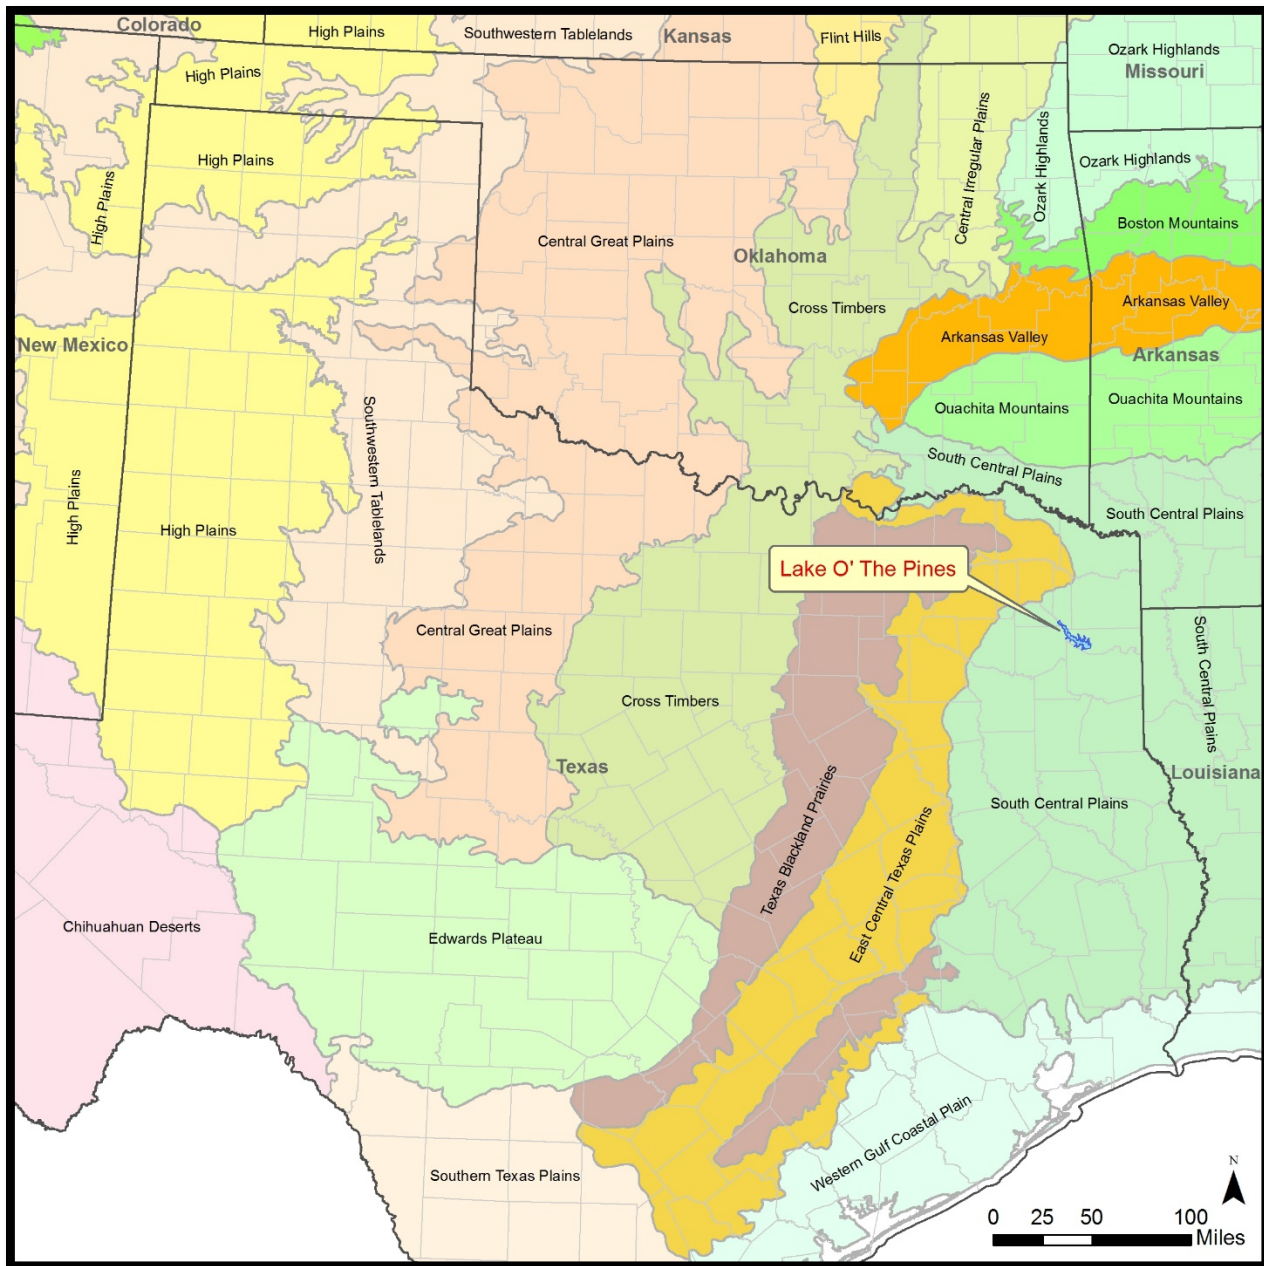 Colorado
High Plains
Southwestern Tablelands
Kansas
Flint Hills
Ozark Highlands
Missouri
High Plains
High Plains
Central Irregular Plains
Ozark Highlands
Ozark Highlands
High Plains
Boston Mountains
Central Great Plains
Oklahoma
Cross Timbers
Arkansas Valley
Arkansas Valley
New Mexico
Arkansas
Ouachita Mountains
Ouachita Mountains
Southwestern Tablelands
South Central Plains
South Central Plains
High Plains
High Plains
Lake O' The Pines
Central Great Plains
South Central Plains
Cross Timbers
Texas
Louisiana
South Central Plains
Texas Blackland Prairies
East Central Texas Plains
Chihuahuan Deserts
Edwards Plateau
Western Gulf Coastal Plain
Southern Texas Plains
N
0 25 50 100
Miles